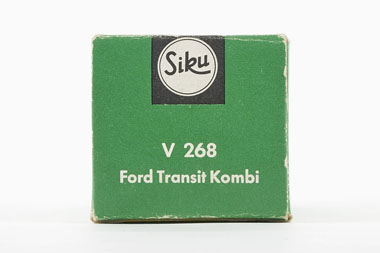 Siku
V 268
Ford Transit Kombi